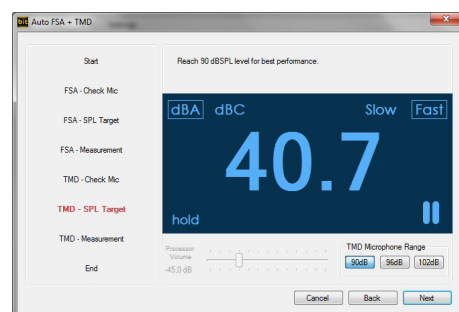 bit Auto FSA + TMD
Start
FSA - Check Mic
FSA - SPL Target
FSA - Measurement
TMD - Check Mic
TMD - SPL Target
TMD - Measurement
End
Reach 90 dBSPL level for best performance.
dBA dBC Slow Fast
40.7
hold
Processor
Volume
-45,0 dB
TMD Microphone Range
90dB 96dB 102dB
Cancel Back Next